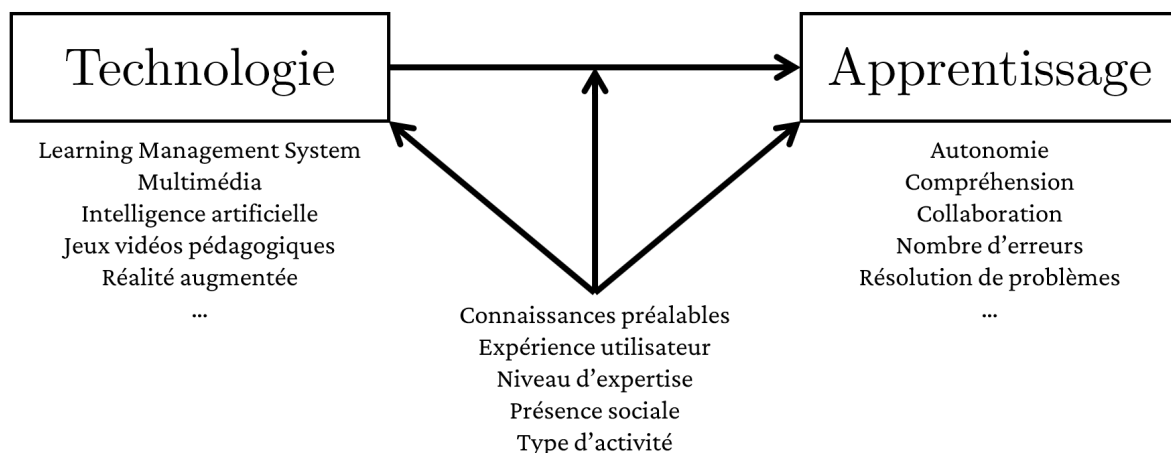 Technologie
Apprentissage
Learning Management System
Multimédia
Intelligence artificielle
Jeux vidéos pédagogiques
Réalité augmentée
...
Autonomie
Compréhension
Collaboration
Nombre d’erreurs
Résolution de problèmes
...
Connaissances préalables
Expérience utilisateur
Niveau d’expertise
Présence sociale
Type d’activité